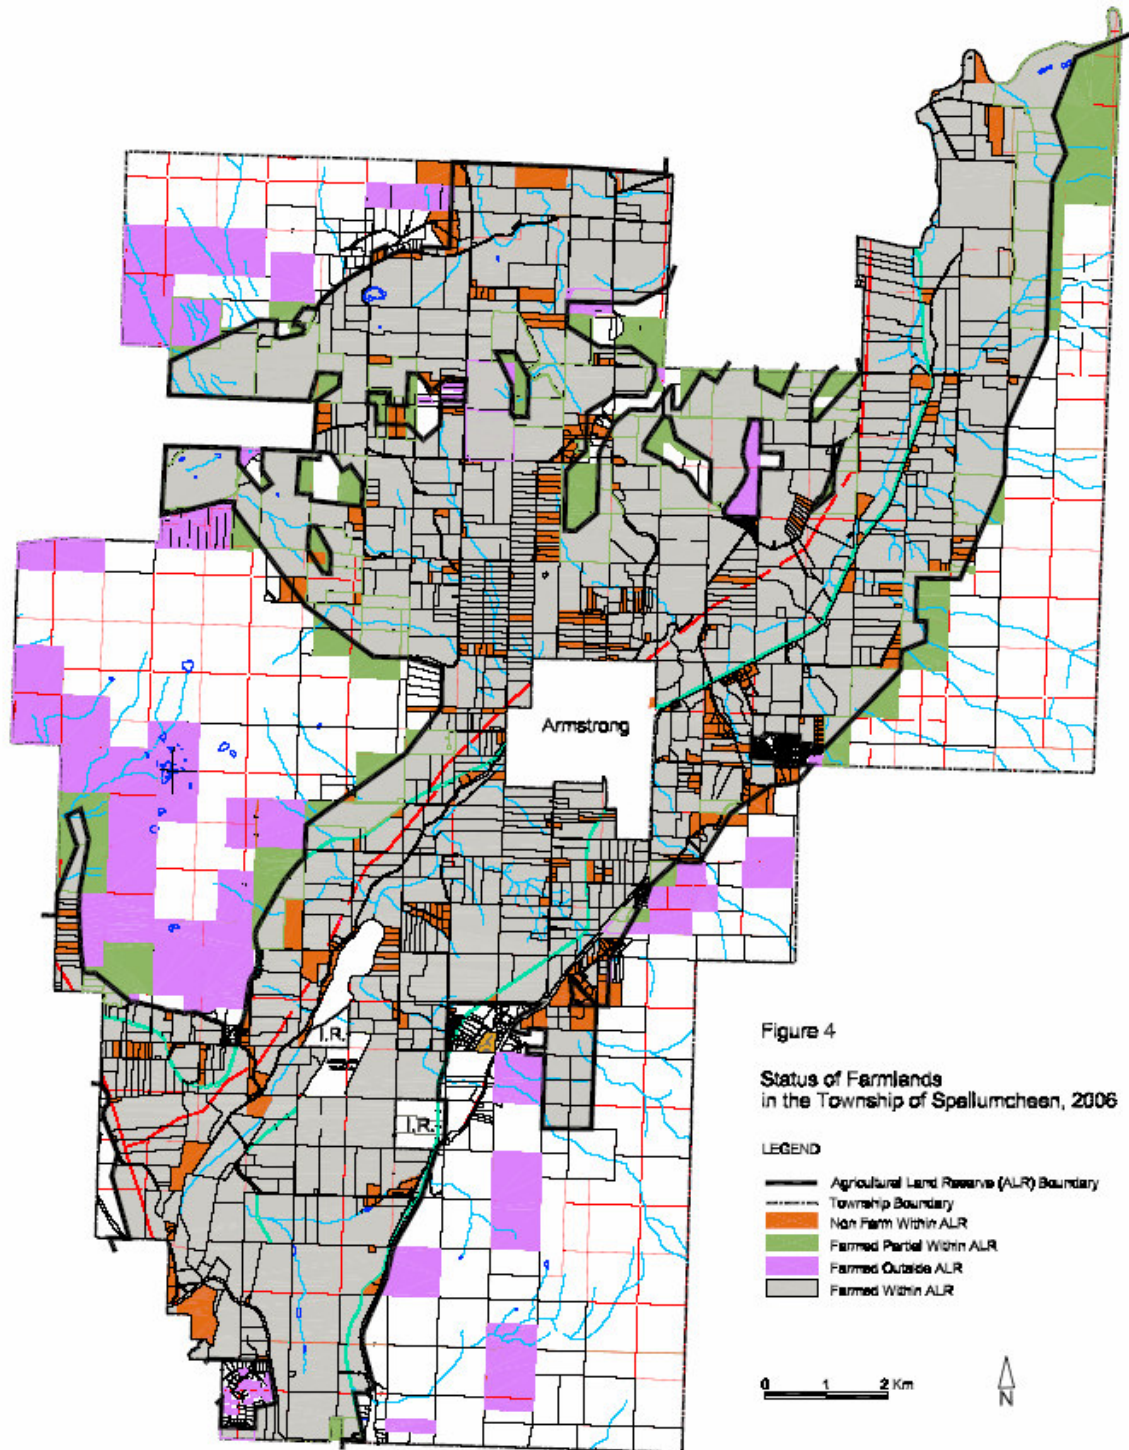 Armstrong
I.R.
I.R.
Figure 4
Status of Farmlands
in the Township of Spallumcheen, 2006
LEGEND
Agricultural Land Reserve (ALR) Boundary
Township Boundary
Non Farm Within ALR
Farmed Partial Within ALR
Farmed Outside ALR
Farmed Within ALR
0 1 2 Km
N